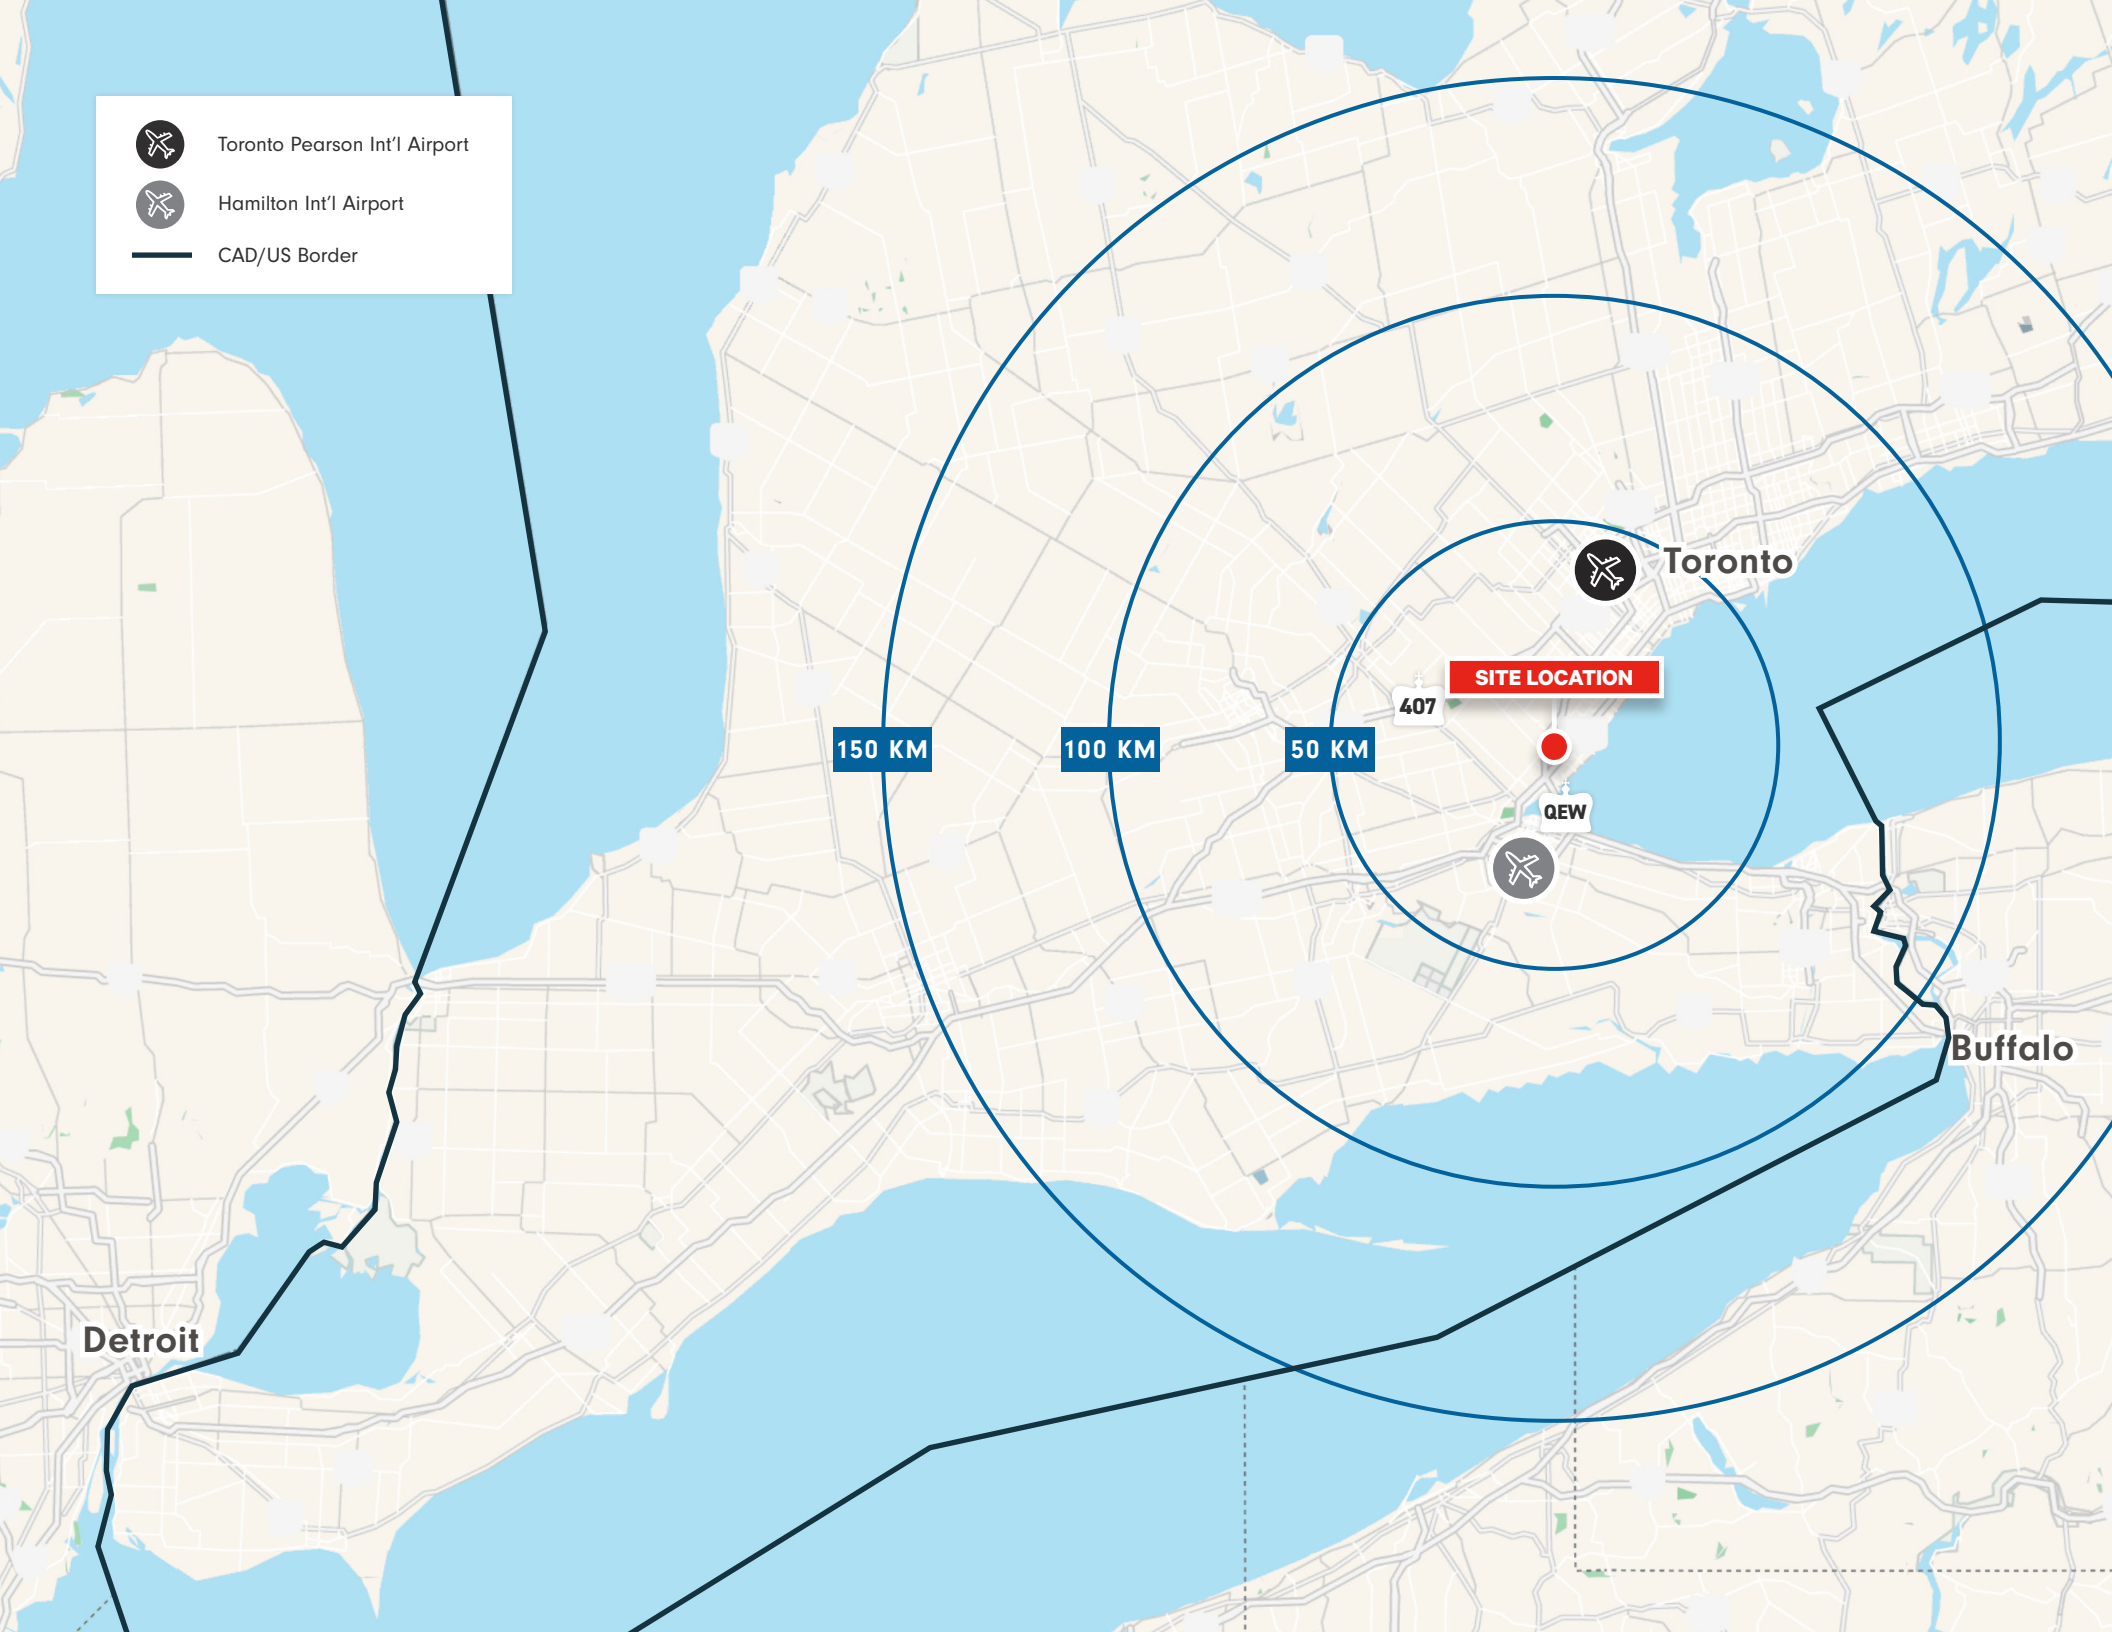 Toronto Pearson Int'l Airport
Hamilton Int'l Airport
CAD/US Border
Toronto
SITE LOCATION
407
150 KM
100 KM
50 KM
QEW
Buffalo
Detroit